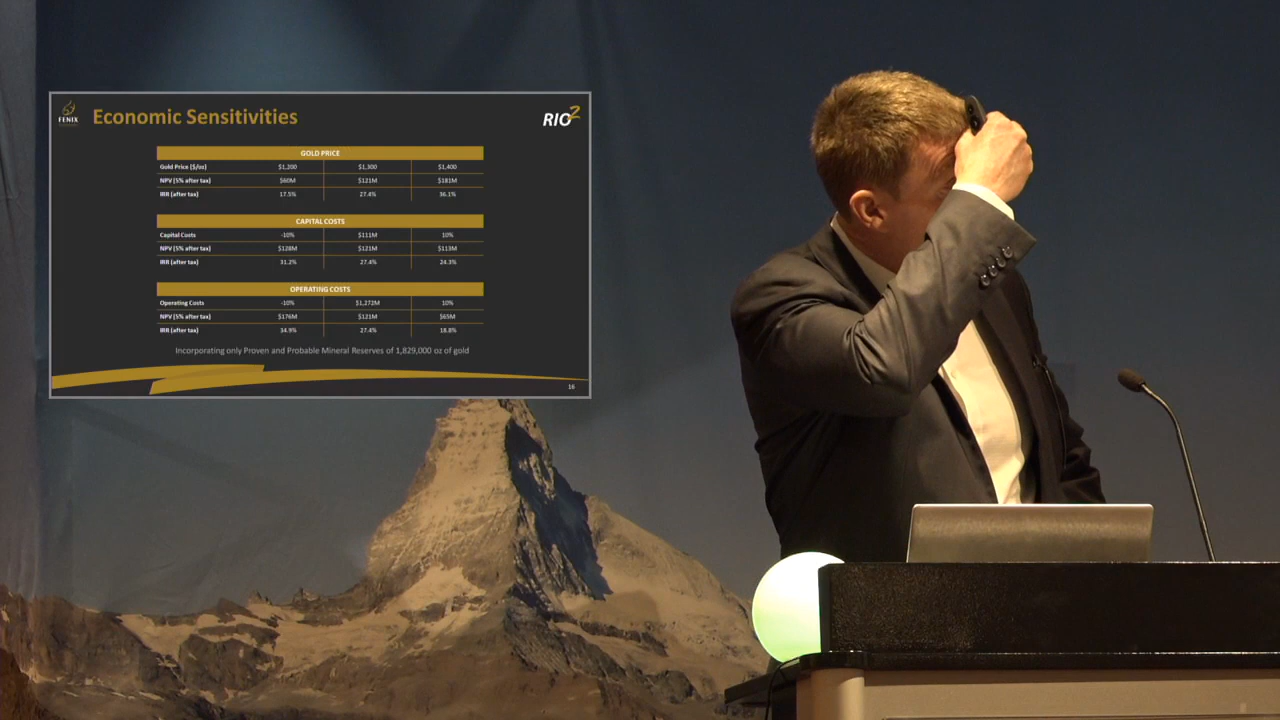 FENIX
Economic Sensitivities
RIO2
GOLD PRICE
Gold Price ($/oz) $1,200 $1,300 $1,400
NPV (5% after tax) $60M $121M $181M
IRR (after tax) 17.5% 27.4% 36.1%
CAPITAL COSTS
Capital Costs -10% $111M 10%
NPV (5% after tax) $128M $121M $113M
IRR (after tax) 31.2% 27.4% 24.3%
OPERATING COSTS
Operating Costs -10% $1,272M 10%
NPV (5% after tax) $176M $121M $65M
IRR (after tax) 34.9% 27.4% 18.8%
Incorporating only Proven and Probable Mineral Reserves of 1,829,000 oz of gold
16